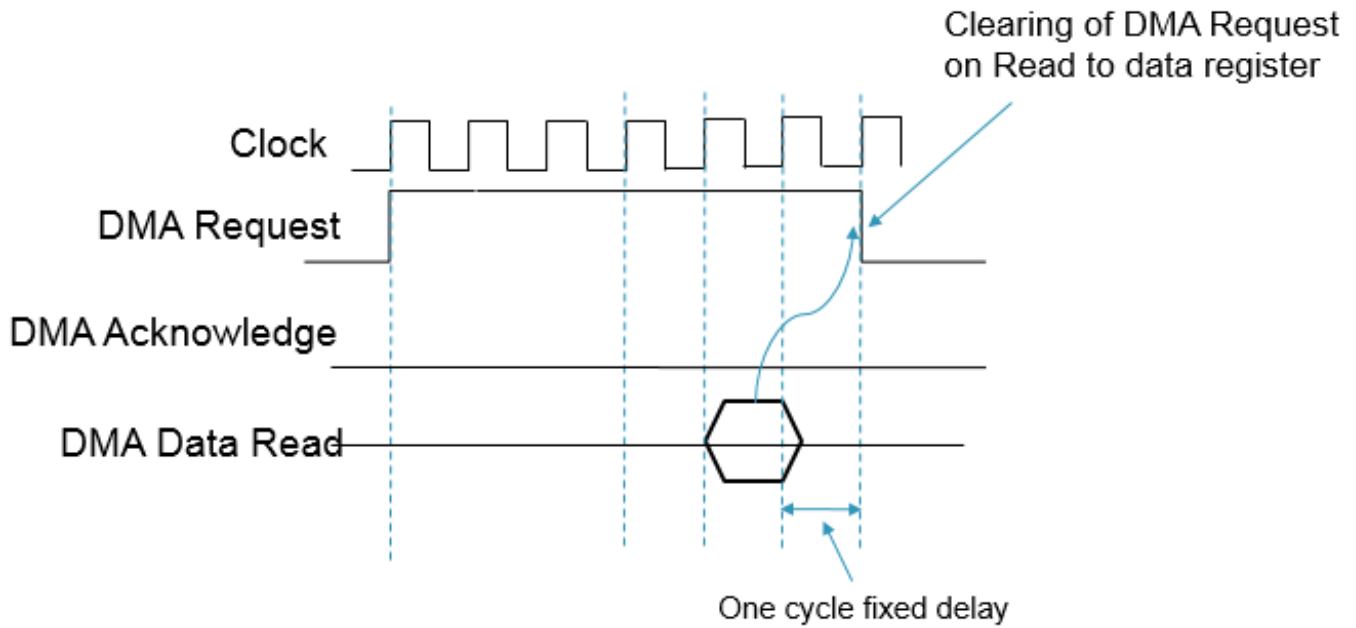 Clearing of DMA Request
on Read to data register
Clock
DMA Request
DMA Acknowledge
DMA Data Read
One cycle fixed delay